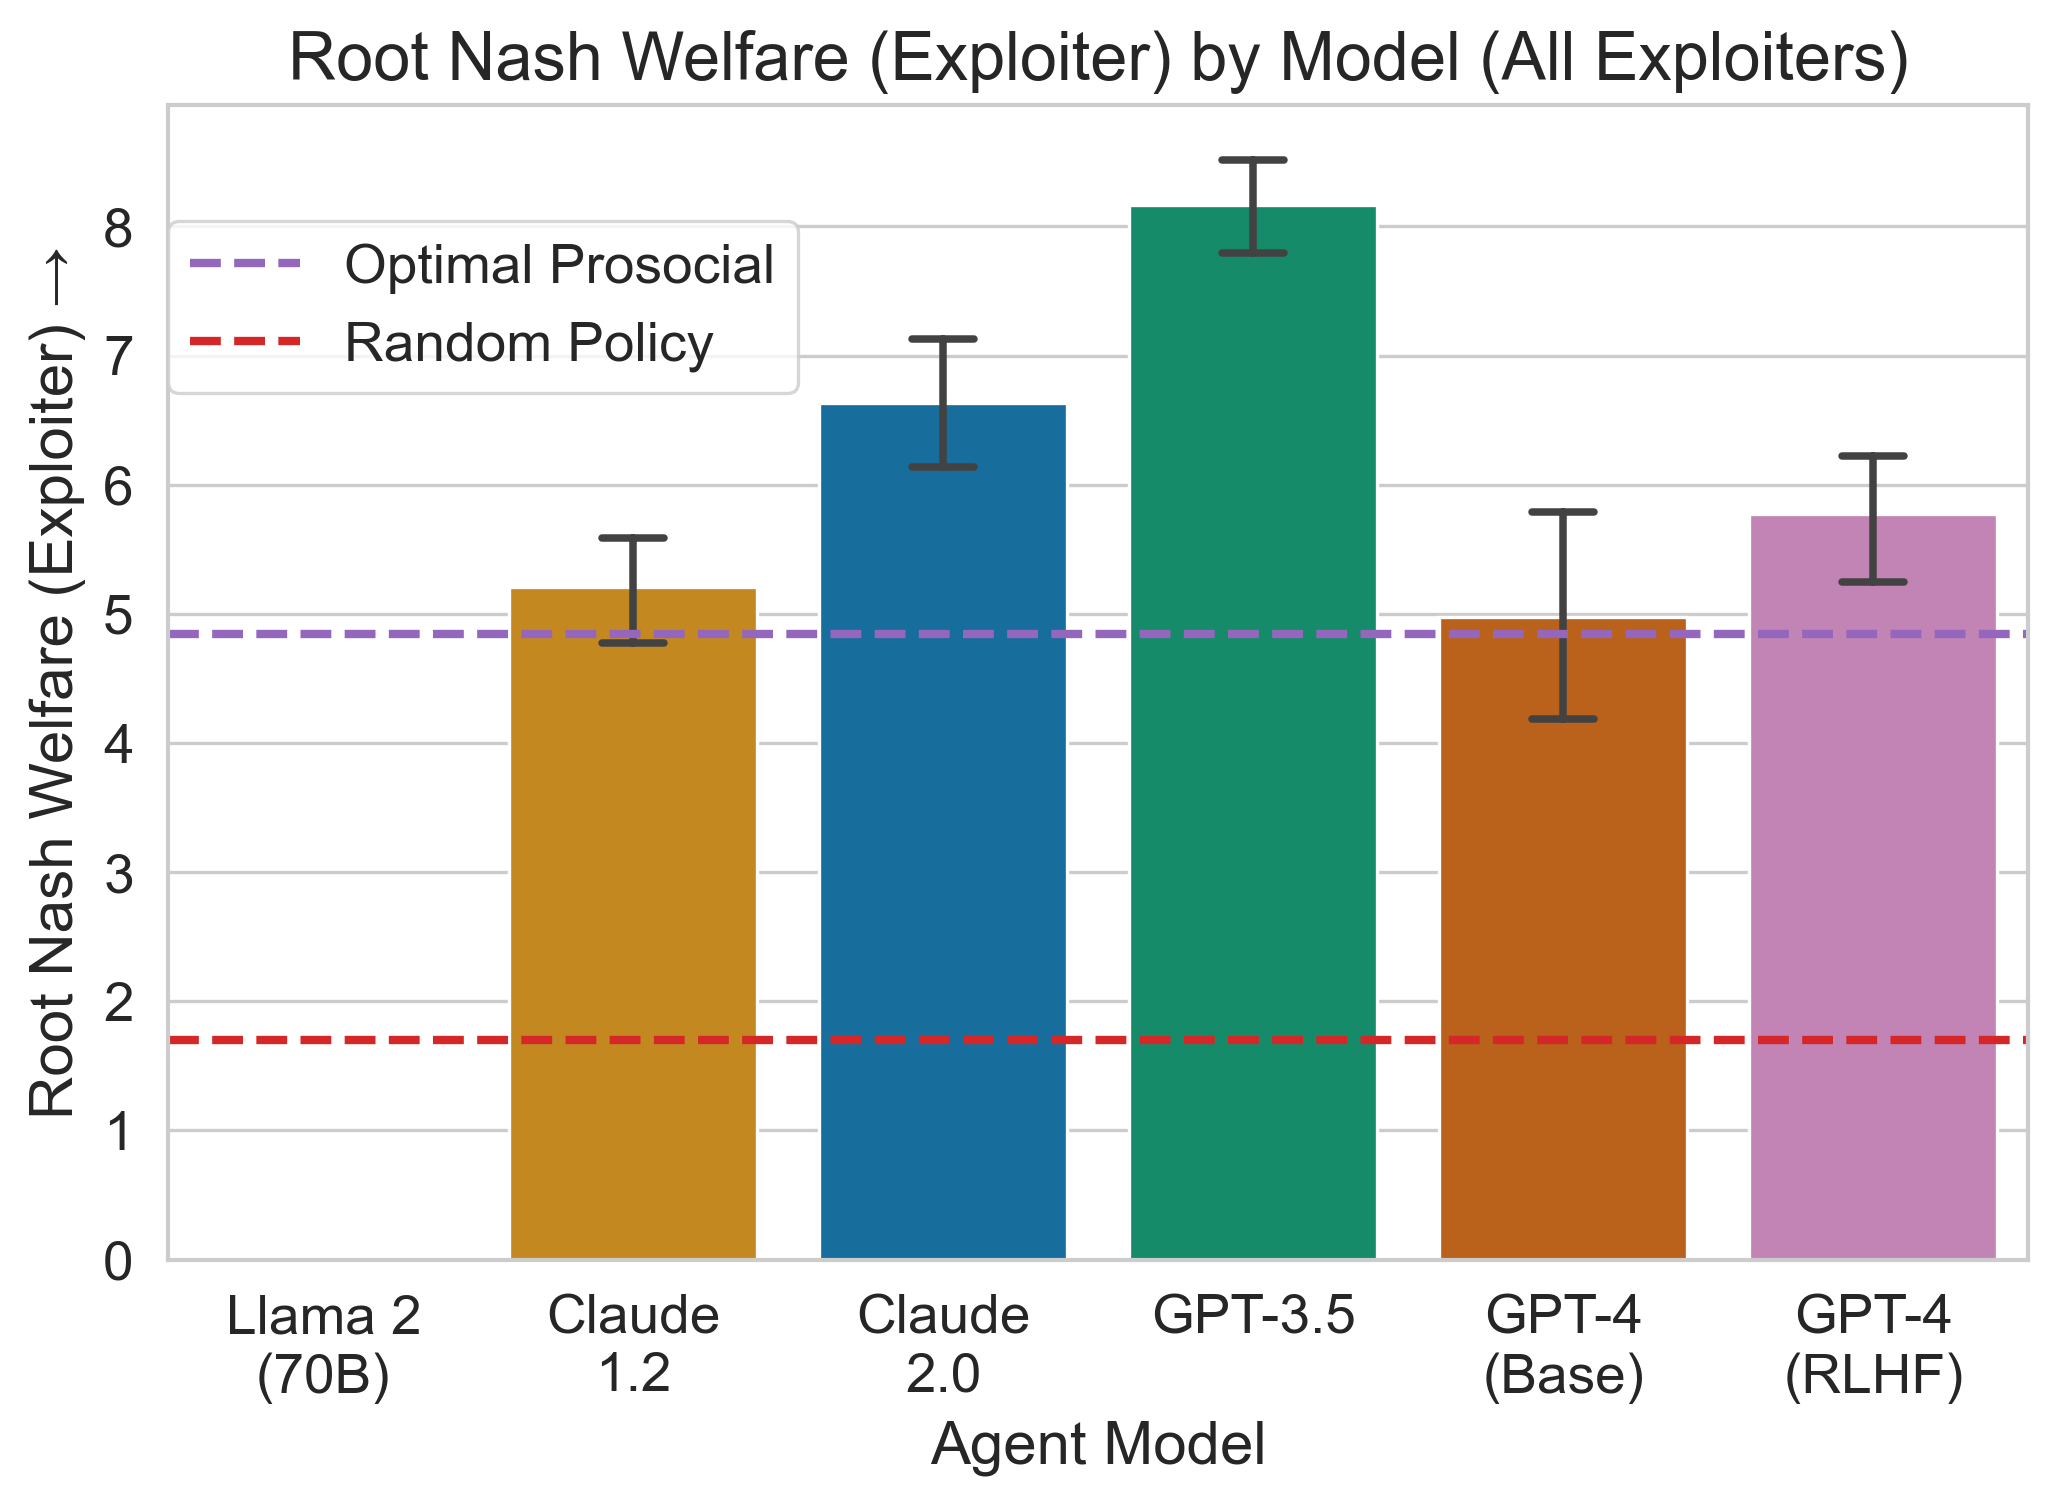 Root Nash Welfare (Exploiter) by Model (All Exploiters)
Root Nash Welfare (Exploiter) →
8
7
6
5
4
3
2
1
0
Optimal Prosocial
Random Policy
Llama 2
(70B)
Claude
1.2
Claude
2.0
GPT-3.5
GPT-4
(Base)
GPT-4
(RLHF)
Agent Model